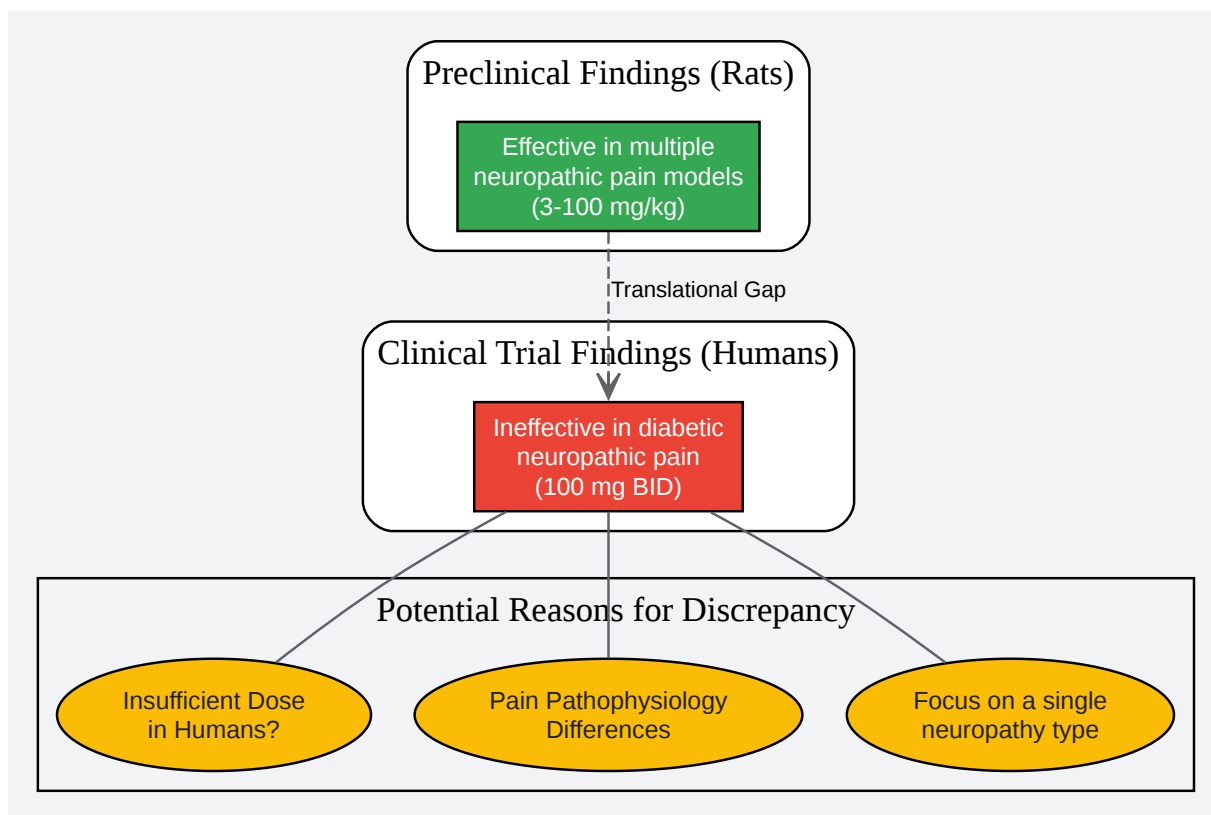 Preclinical Findings (Rats)
Effective in multiple
neuropathic pain models
(3-100 mg/kg)
Translational Gap
Clinical Trial Findings (Humans)
Ineffective in diabetic
neuropathic pain
(100 mg BID)
Potential Reasons for Discrepancy
Insufficient Dose
in Humans?
Pain Pathophysiology
Differences
Focus on a single
neuropathy type